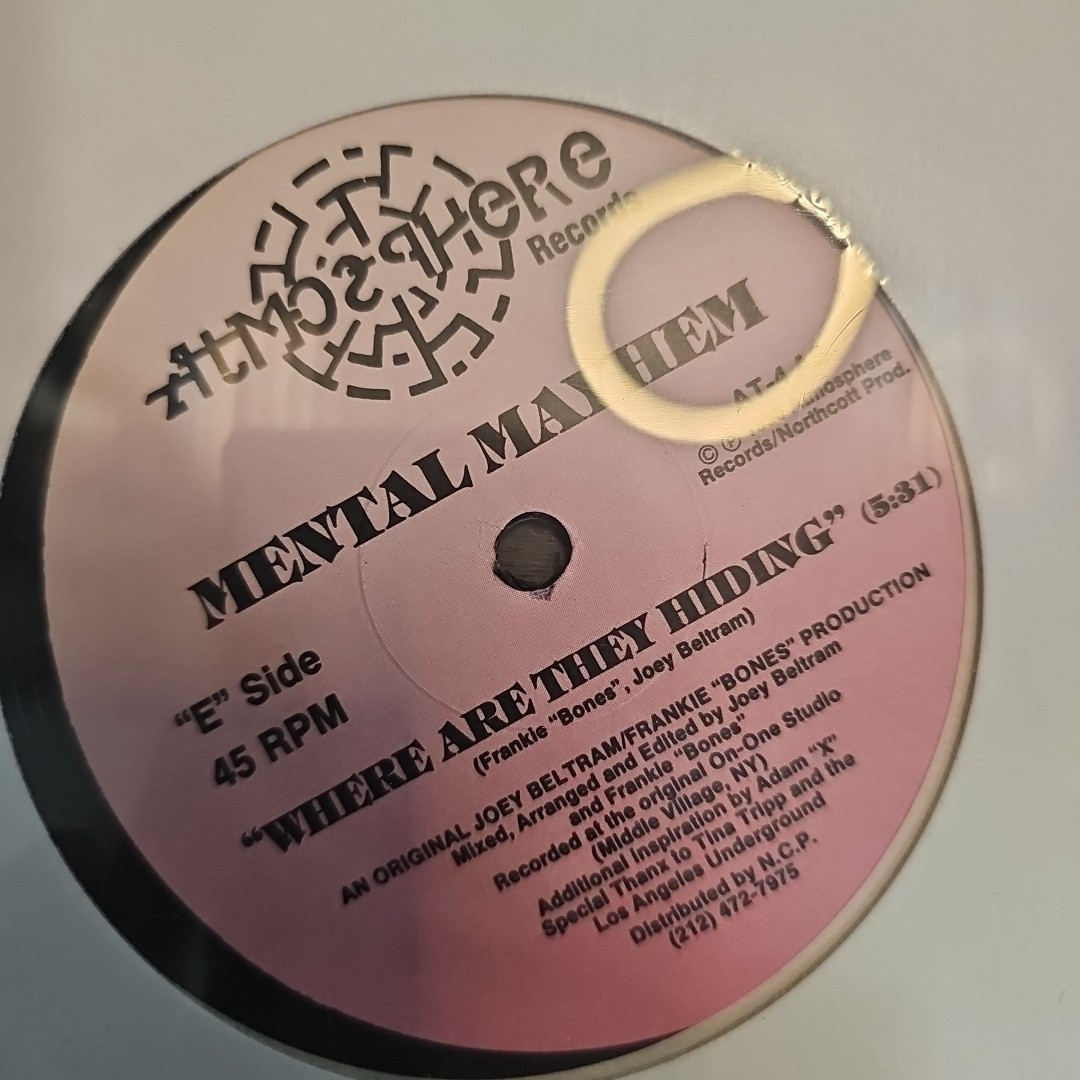 ATMOSPHERE
Records
MENTAL MAYHEM
AT-4
© ℗ Atmosphere
Records/Northcott Prod.
"E" Side
45 RPM
"WHERE ARE THEY HIDING" (5:31)
(Frankie "Bones", Joey Beltram)
AN ORIGINAL JOEY BELTRAM/FRANKIE "BONES" PRODUCTION
Mixed, Arranged and Edited by Joey Beltram
and Frankie "Bones"
Recorded at the original On-One Studio
(Middle Village, NY)
Additional Inspiration by Adam "X"
Special Thanx to Tina Tripp and the
Los Angeles Underground
Distributed by N.C.P.
(212) 472-7975